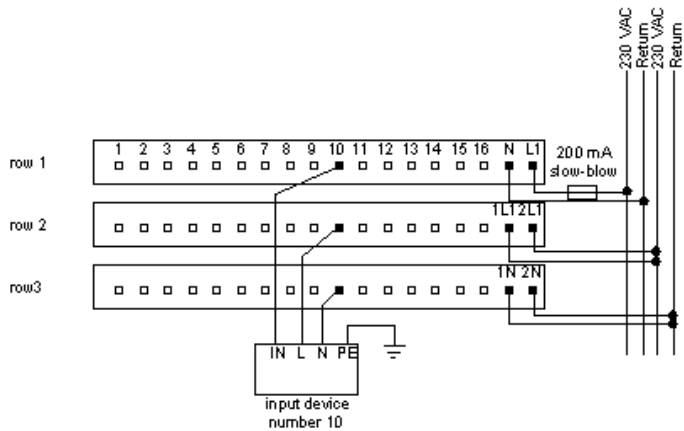 230 VAC
Return
230 VAC
Return
1 2 3 4 5 6 7 8 9 10 11 12 13 14 15 16 N L1
row 1
200 mA
slow-blow
row 2
1L1 2L1
row3
1N 2N
IN L N PE
input device
number 10